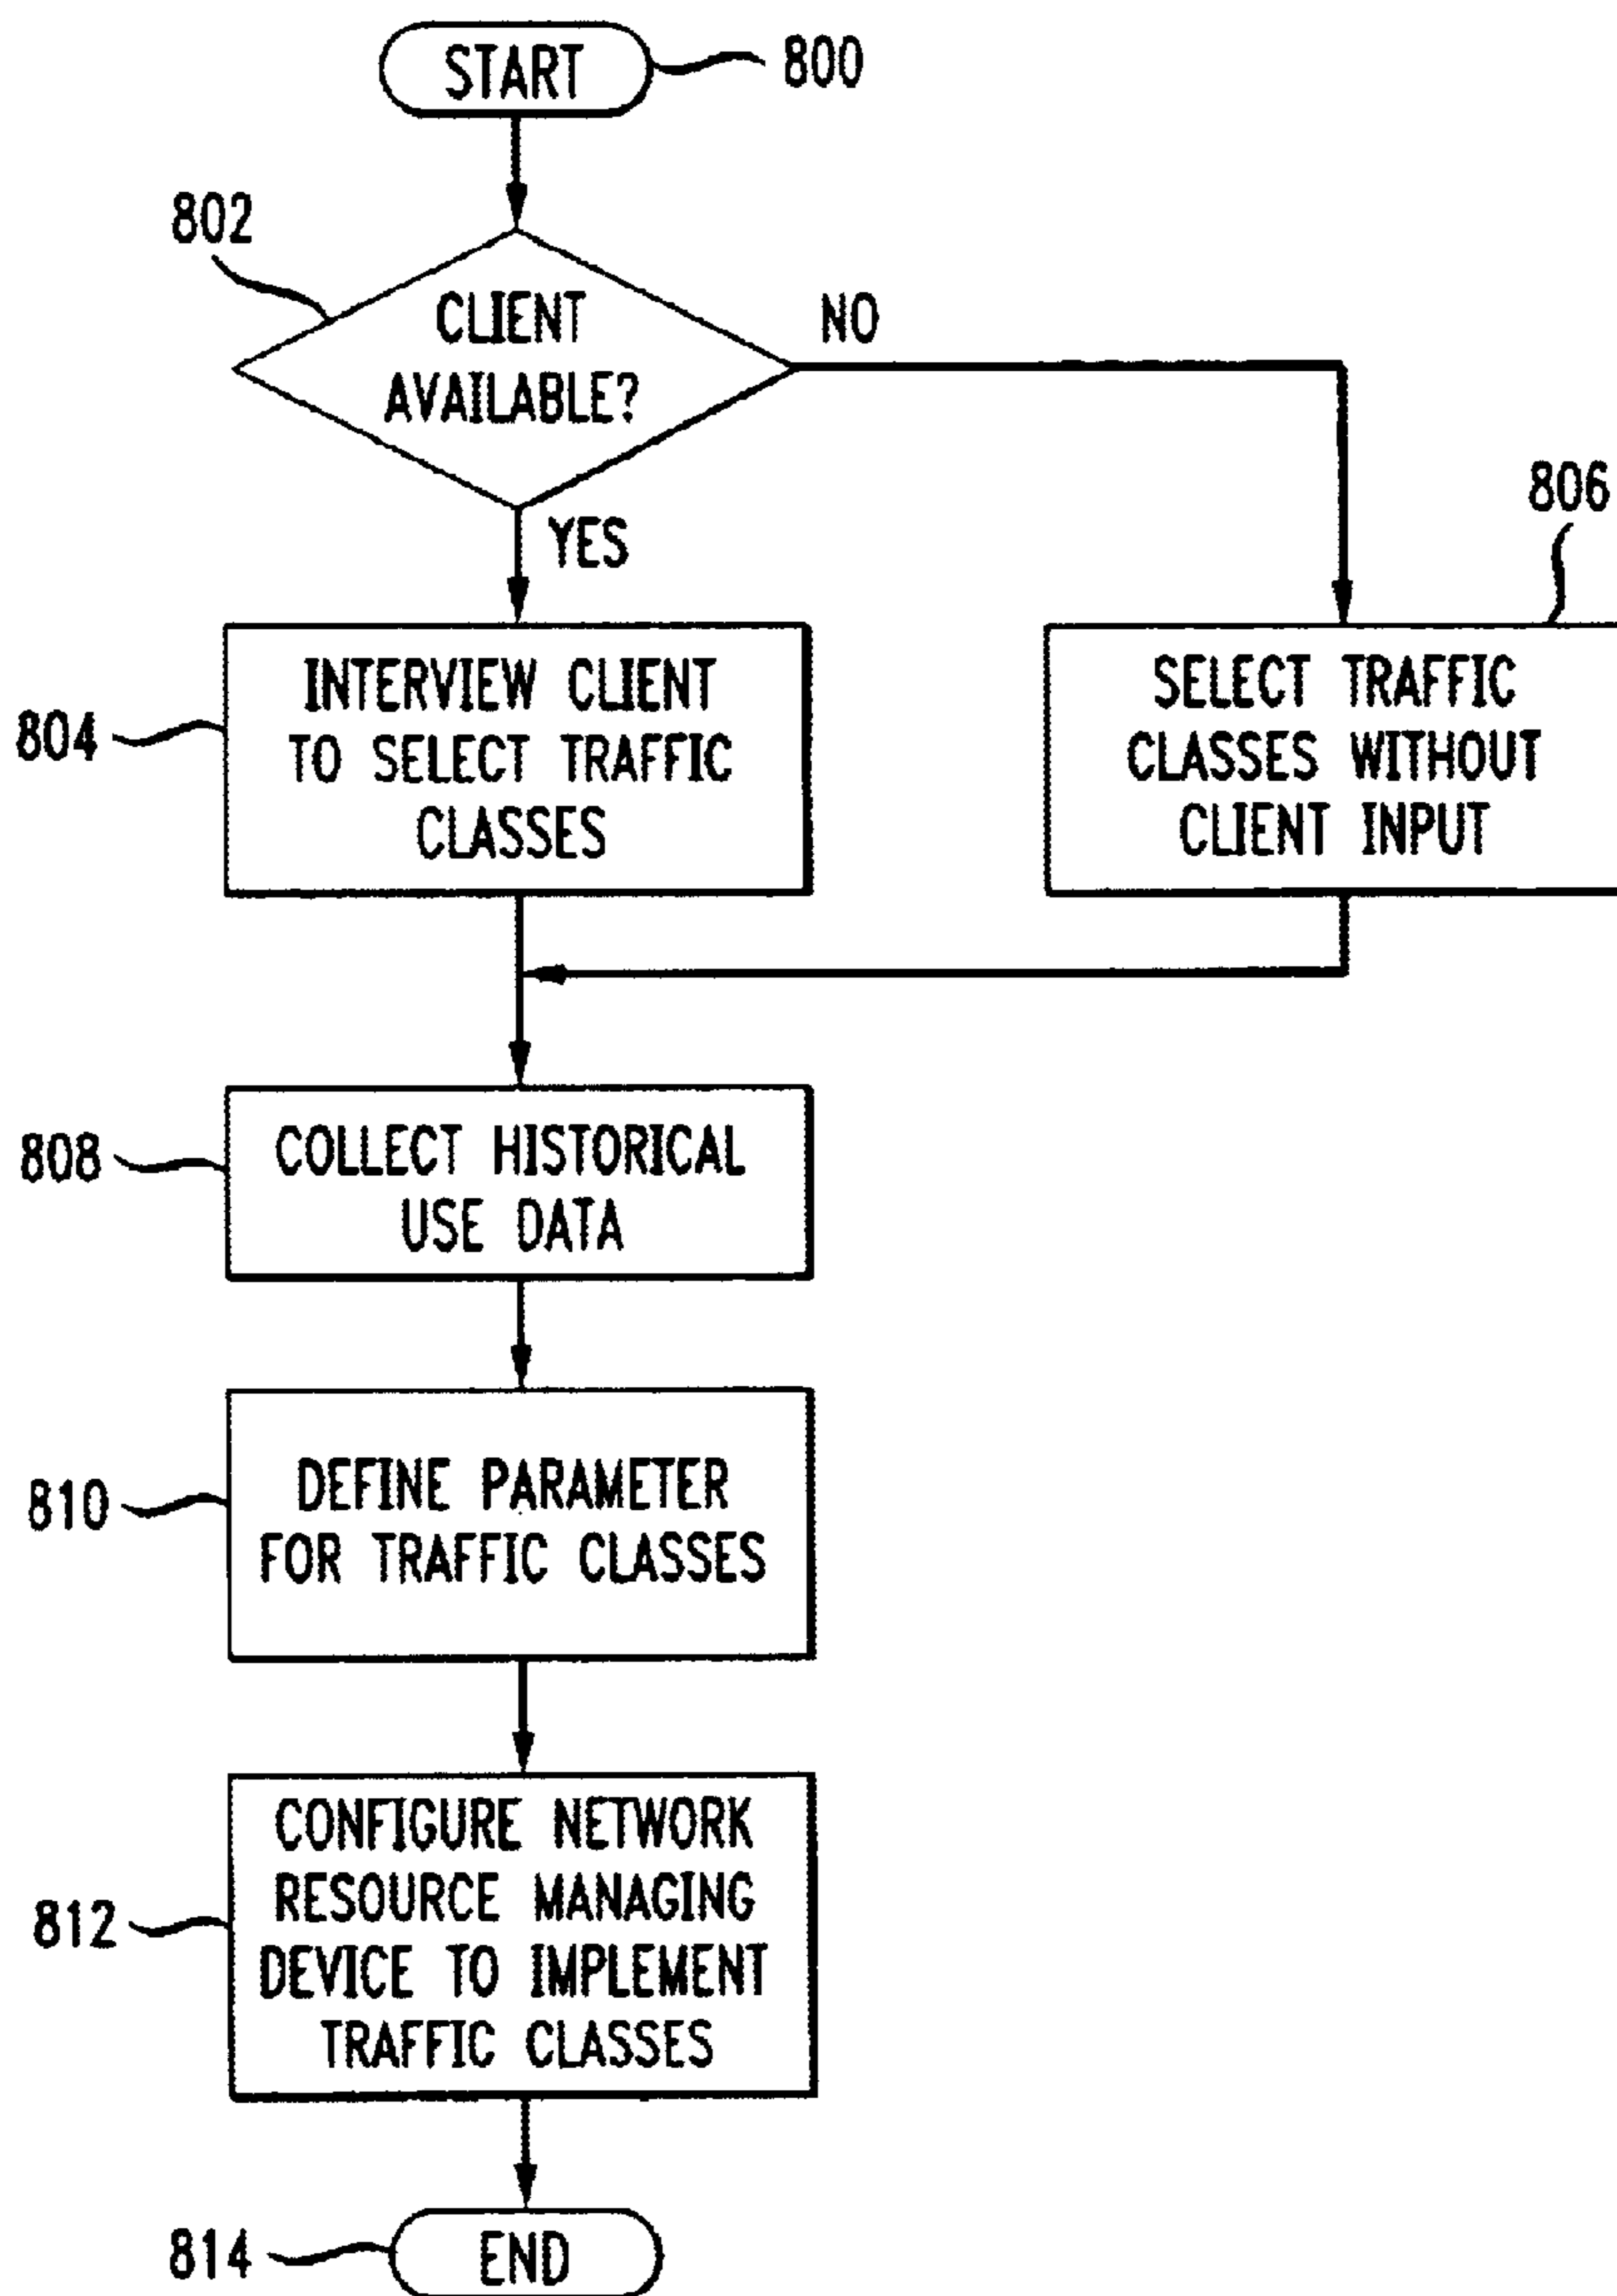 START
800
802
CLIENT
AVAILABLE?
NO
YES
806
804
INTERVIEW CLIENT
TO SELECT TRAFFIC
CLASSES
SELECT TRAFFIC
CLASSES WITHOUT
CLIENT INPUT
808
COLLECT HISTORICAL
USE DATA
810
DEFINE PARAMETER
FOR TRAFFIC CLASSES
812
CONFIGURE NETWORK
RESOURCE MANAGING
DEVICE TO IMPLEMENT
TRAFFIC CLASSES
814
END